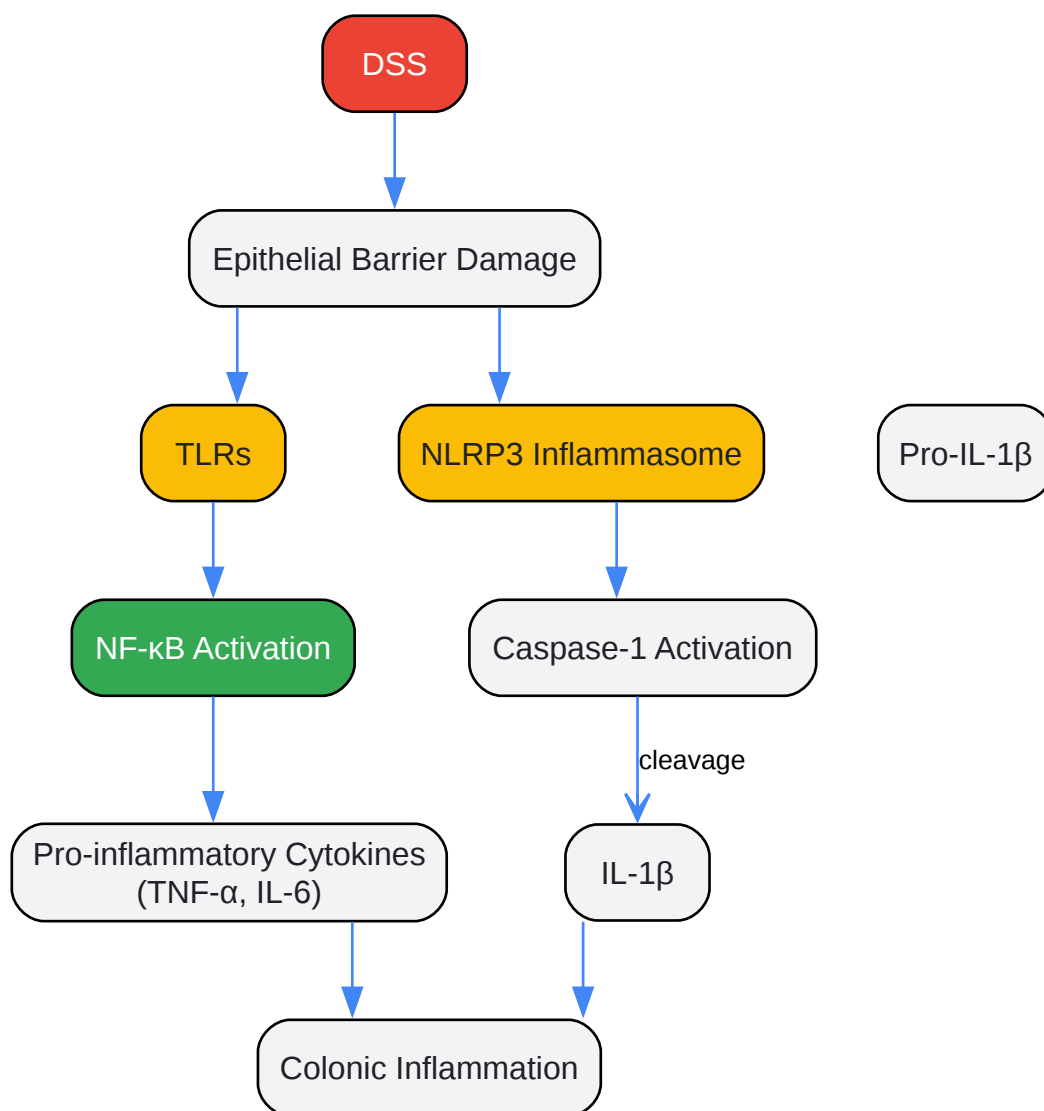 DSS
Epithelial Barrier Damage
TLRs
NLRP3 Inflammasome
Pro-IL-1β
NF-κB Activation
Caspase-1 Activation
cleavage
Pro-inflammatory Cytokines
(TNF-α, IL-6)
IL-1β
Colonic Inflammation